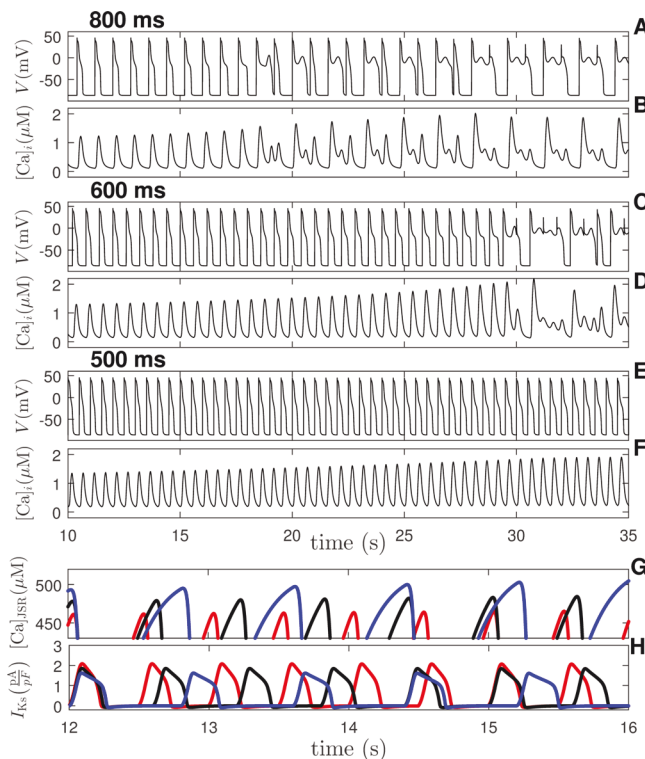 800 ms
A
50
0
-50
V(mV)
B
2
1
0
[Ca]i(μM)
600 ms
C
50
0
-50
V(mV)
D
2
1
0
[Ca]i(μM)
500 ms
E
50
0
-50
V(mV)
F
2
1
0
[Ca]i(μM)
10 15 20 25 30 35
time (s)
G
500
450
[Ca]JSR(μM)
H
3
2
1
0
IKs(pA/pF)
12 13 14 15 16
time (s)